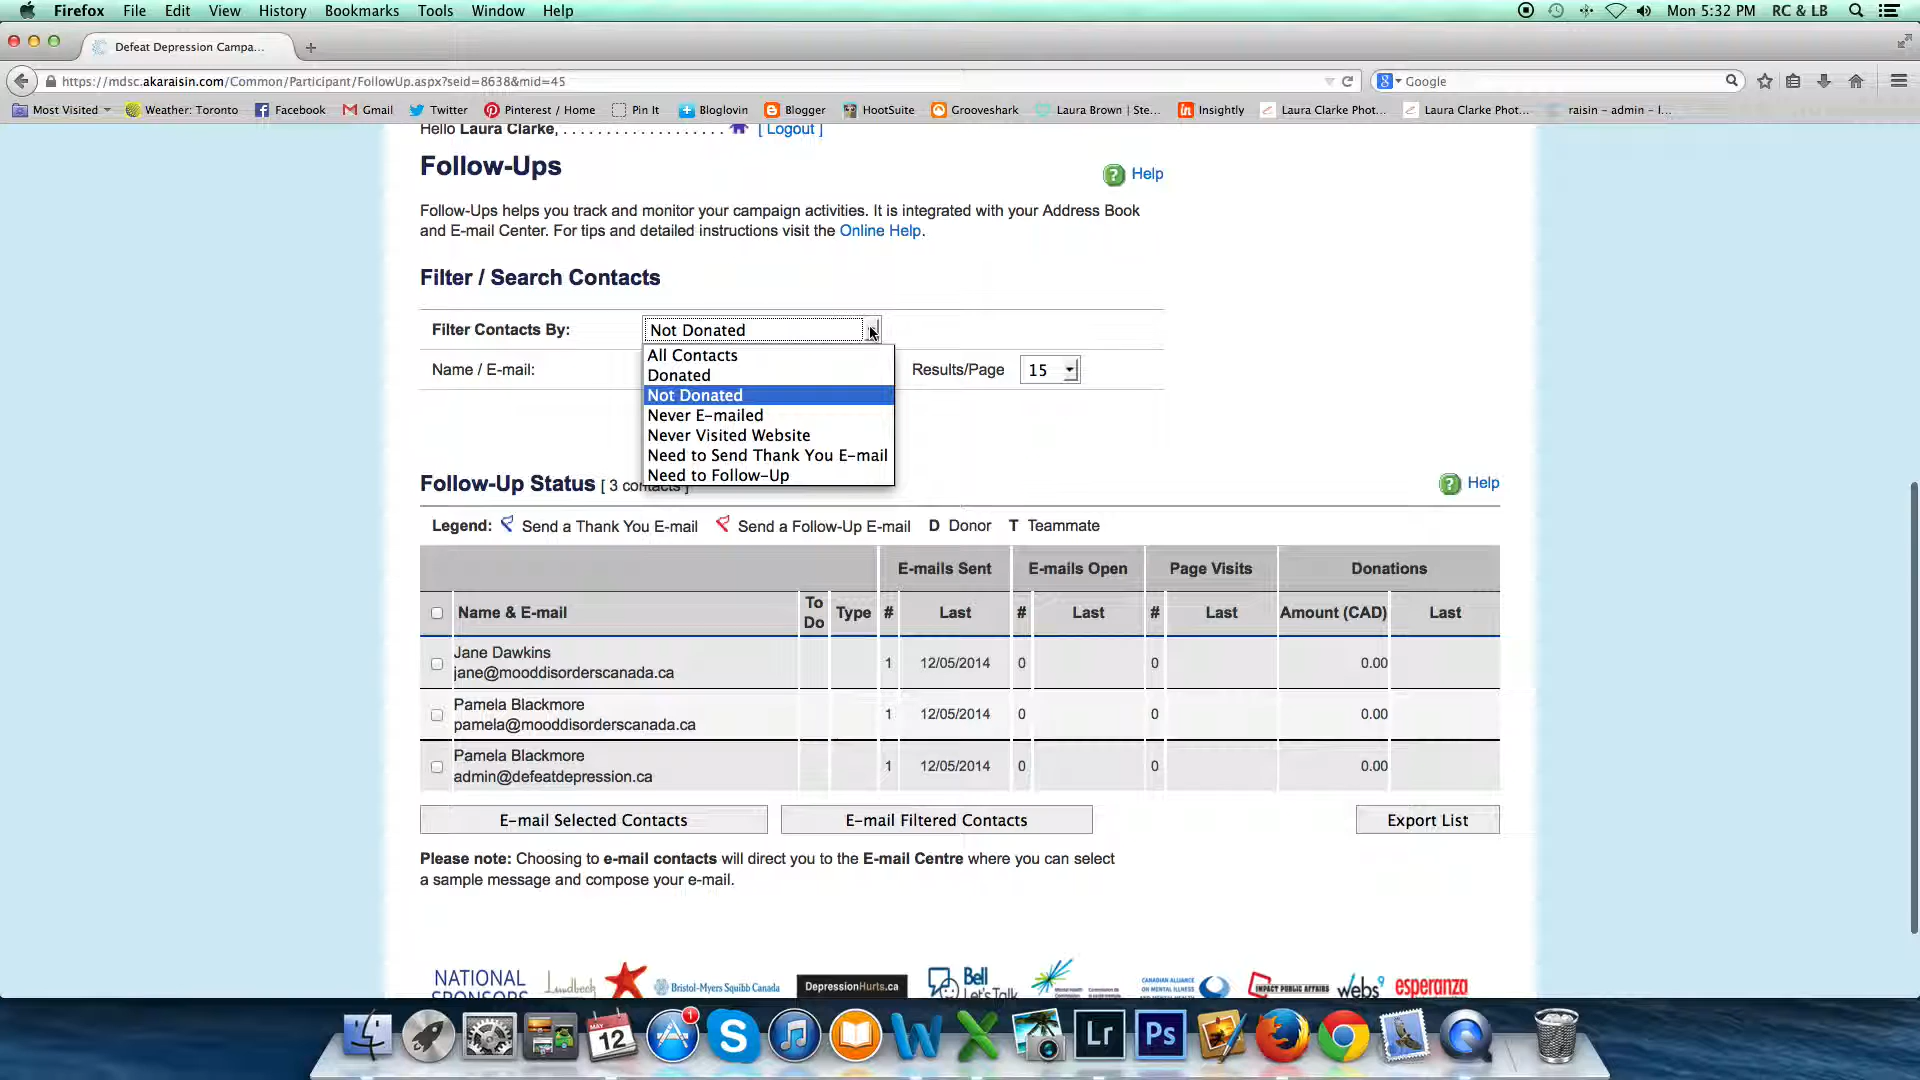 Firefox File Edit View History Bookmarks Tools Window Help Mon 5:32 PM RC & LB
Defeat Depression Campa...
https://mdsc.akaraisin.com/Common/Participant/FollowUp.aspx?seid=8638&mid=45 Google
Most Visited Weather: Toronto Facebook Gmail Twitter Pinterest / Home Pin It Bloglovin Blogger HootSuite Grooveshark Laura Brown | Ste... Insightly Laura Clarke Phot... Laura Clarke Phot... raisin - admin - l...
Hello Laura Clarke, . . . . . . . . . . . . . . . . . . [ Logout ]
Follow-Ups
Help
Follow-Ups helps you track and monitor your campaign activities. It is integrated with your Address Book
and E-mail Center. For tips and detailed instructions visit the Online Help.
Filter / Search Contacts
Filter Contacts By: Not Donated
Name / E-mail: Results/Page 15
All Contacts
Donated
Not Donated
Never E-mailed
Never Visited Website
Need to Send Thank You E-mail
Need to Follow-Up
Follow-Up Status [ 3 contacts ] Help
Legend: Send a Thank You E-mail Send a Follow-Up E-mail D Donor T Teammate
E-mails Sent E-mails Open Page Visits Donations
Name & E-mail To Do Type # Last # Last # Last Amount (CAD) Last
Jane Dawkins
jane@mooddisorderscanada.ca 1 12/05/2014 0 0 0.00
Pamela Blackmore
pamela@mooddisorderscanada.ca 1 12/05/2014 0 0 0.00
Pamela Blackmore
admin@defeatdepression.ca 1 12/05/2014 0 0 0.00
E-mail Selected Contacts E-mail Filtered Contacts Export List
Please note: Choosing to e-mail contacts will direct you to the E-mail Centre where you can select
a sample message and compose your e-mail.
NATIONAL SPONSORS Lundbeck Bristol-Myers Squibb Canada DepressionHurts.ca Bell Let's Talk IMPACT PUBLIC AFFAIRS webs esperanza
MAY 12 1 Lr Ps